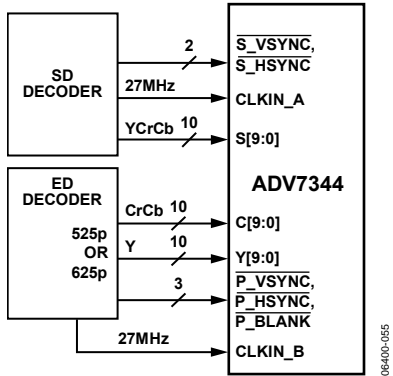 2
S_VSYNC,
S_HSYNC
SD
DECODER
27MHz
CLKIN_A
YCrCb 10
S[9:0]
ADV7344
ED
DECODER
525p
OR
625p
CrCb 10
C[9:0]
Y 10
Y[9:0]
3
P_VSYNC,
P_HSYNC,
P_BLANK
27MHz
CLKIN_B
06400-055